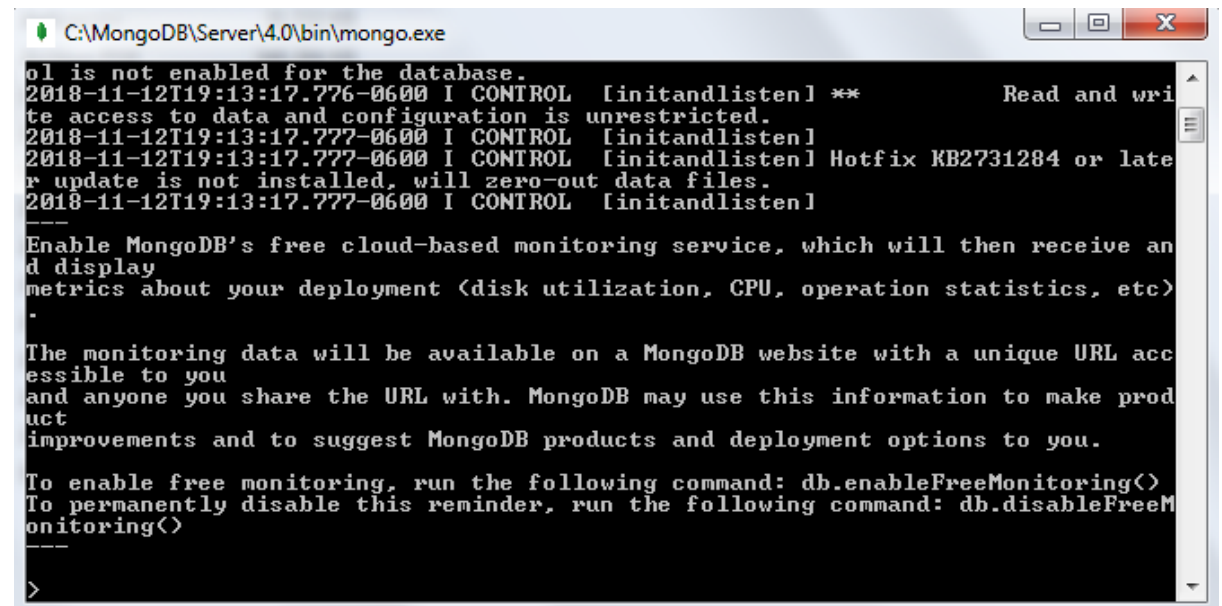 C:\MongoDB\Server\4.0\bin\mongo.exe
ol is not enabled for the database.
2018-11-12T19:13:17.776-0600 I CONTROL  [initandlisten] **          Read and wri
te access to data and configuration is unrestricted.
2018-11-12T19:13:17.777-0600 I CONTROL  [initandlisten]
2018-11-12T19:13:17.777-0600 I CONTROL  [initandlisten] Hotfix KB2731284 or late
r update is not installed, will zero-out data files.
2018-11-12T19:13:17.777-0600 I CONTROL  [initandlisten]
---
Enable MongoDB's free cloud-based monitoring service, which will then receive an
d display
metrics about your deployment (disk utilization, CPU, operation statistics, etc)
.
The monitoring data will be available on a MongoDB website with a unique URL acc
essible to you
and anyone you share the URL with. MongoDB may use this information to make prod
uct
improvements and to suggest MongoDB products and deployment options to you.
To enable free monitoring, run the following command: db.enableFreeMonitoring()
To permanently disable this reminder, run the following command: db.disableFreeM
onitoring()
---
>